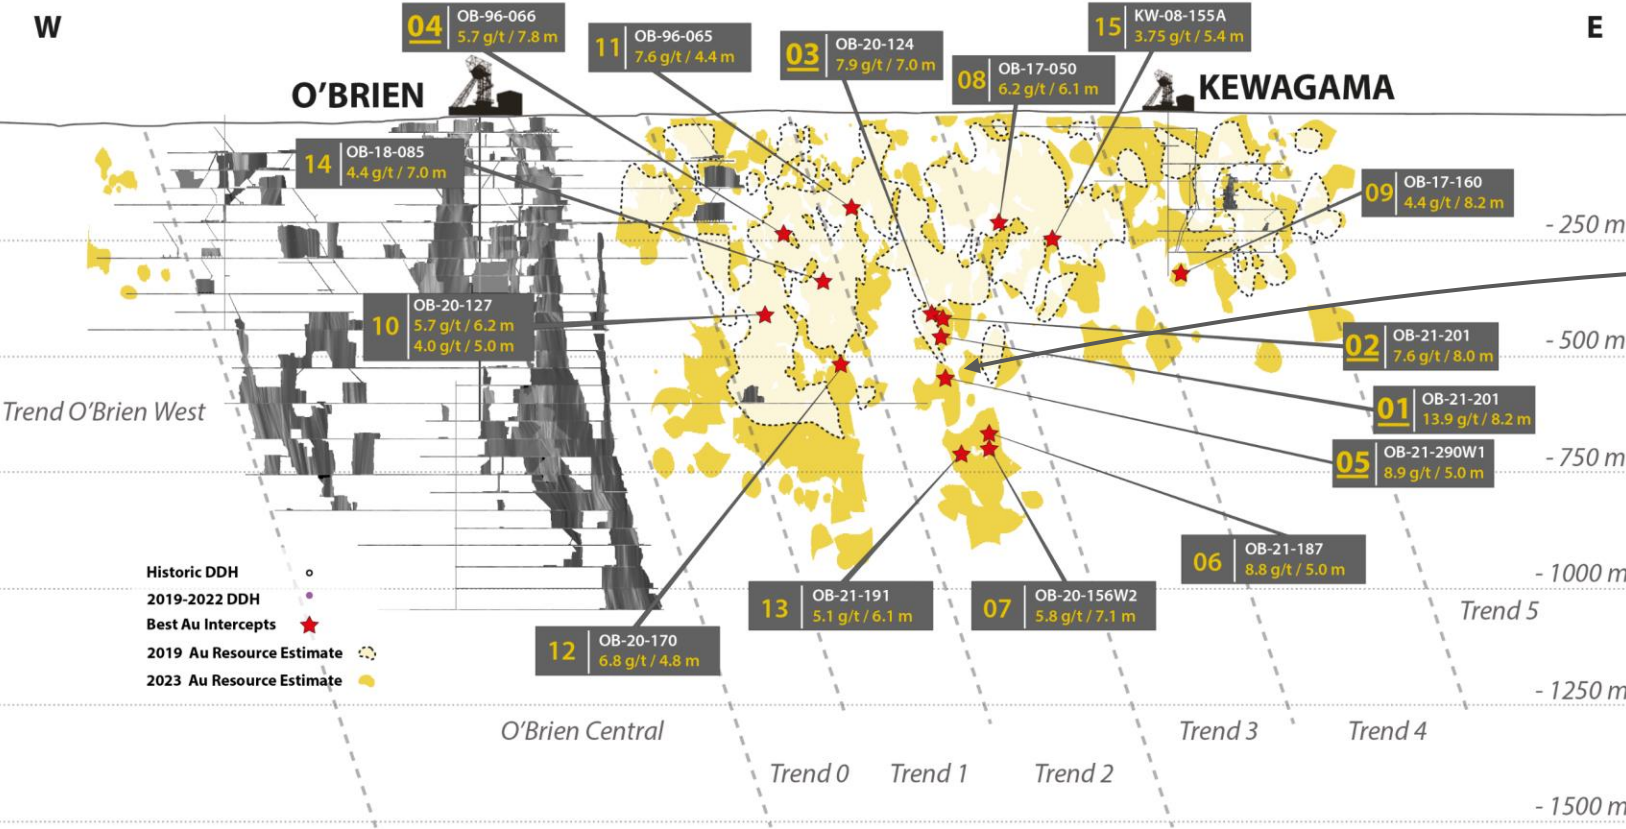 W
E
04
OB-96-066
5.7 g/t / 7.8 m
11
OB-96-065
7.6 g/t / 4.4 m
03
OB-20-124
7.9 g/t / 7.0 m
08
OB-17-050
6.2 g/t / 6.1 m
15
KW-08-155A
3.75 g/t / 5.4 m
O'BRIEN
KEWAGAMA
14
OB-18-085
4.4 g/t / 7.0 m
09
OB-17-160
4.4 g/t / 8.2 m
- 250 m
10
OB-20-127
5.7 g/t / 6.2 m
4.0 g/t / 5.0 m
02
OB-21-201
7.6 g/t / 8.0 m
- 500 m
Trend O'Brien West
01
OB-21-201
13.9 g/t / 8.2 m
05
OB-21-290W1
8.9 g/t / 5.0 m
- 750 m
06
OB-21-187
8.8 g/t / 5.0 m
- 1000 m
13
OB-21-191
5.1 g/t / 6.1 m
07
OB-20-156W2
5.8 g/t / 7.1 m
12
OB-20-170
6.8 g/t / 4.8 m
Historic DDH
2019-2022 DDH
Best Au Intercepts
2019 Au Resource Estimate
2023 Au Resource Estimate
Trend 5
- 1250 m
O'Brien Central
Trend 3
Trend 4
Trend 0
Trend 1
Trend 2
- 1500 m